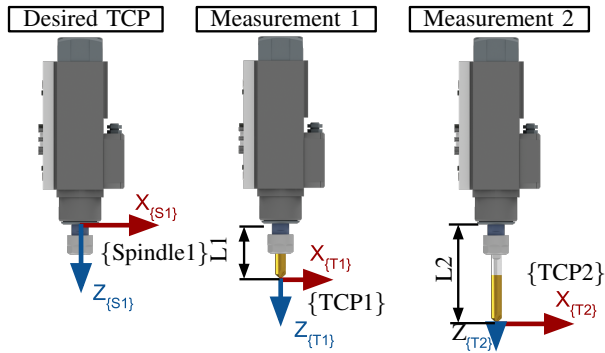 Desired TCP
Measurement 1
Measurement 2
X{S1}
{Spindle1}
Z{S1}
L1
X{T1}
{TCP1}
Z{T1}
L2
{TCP2}
X{T2}
Z{T2}